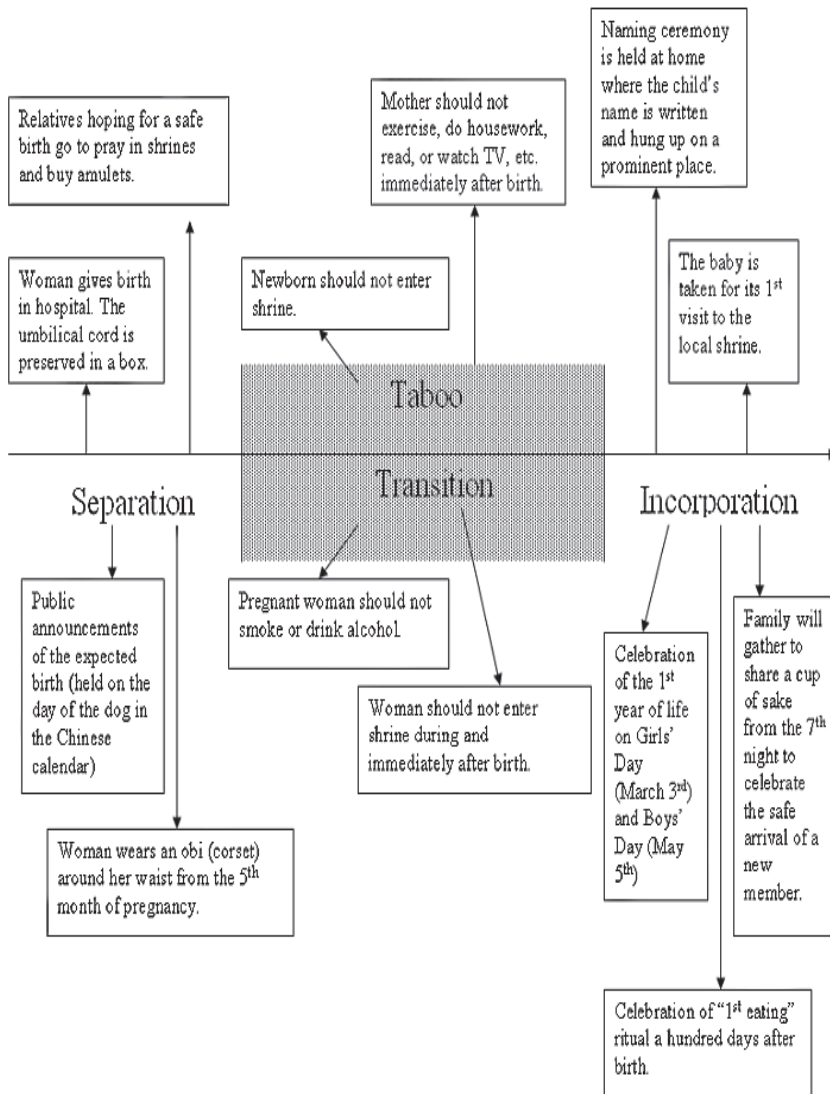 Naming ceremony
is held at home
where the child's
name is written
and hung up on a
prominent place.
Mother should not
exercise, do housework,
read, or watch TV, etc.
immediately after birth.
Relatives hoping for a safe
birth go to pray in shrines
and buy amulets.
Woman gives birth
in hospital. The
umbilical cord is
preserved in a box.
Newborn should not enter
shrine.
The baby is
taken for its 1st
visit to the
local shrine.
Taboo
Separation
Transition
Incorporation
Public
announcements
of the expected
birth (held on the
day of the dog in
the Chinese
calendar)
Pregnant woman should not
smoke or drink alcohol.
Woman should not enter
shrine during and
immediately after birth.
Celebration
of the 1st
year of life
on Girls'
Day
(March 3rd)
and Boys'
Day (May
5th)
Family will
gather to
share a cup
of sake
from the 7th
night to
celebrate
the safe
arrival of a
new
member.
Woman wears an obi (corset)
around her waist from the 5th
month of pregnancy.
Celebration of "1st eating"
ritual a hundred days after
birth.